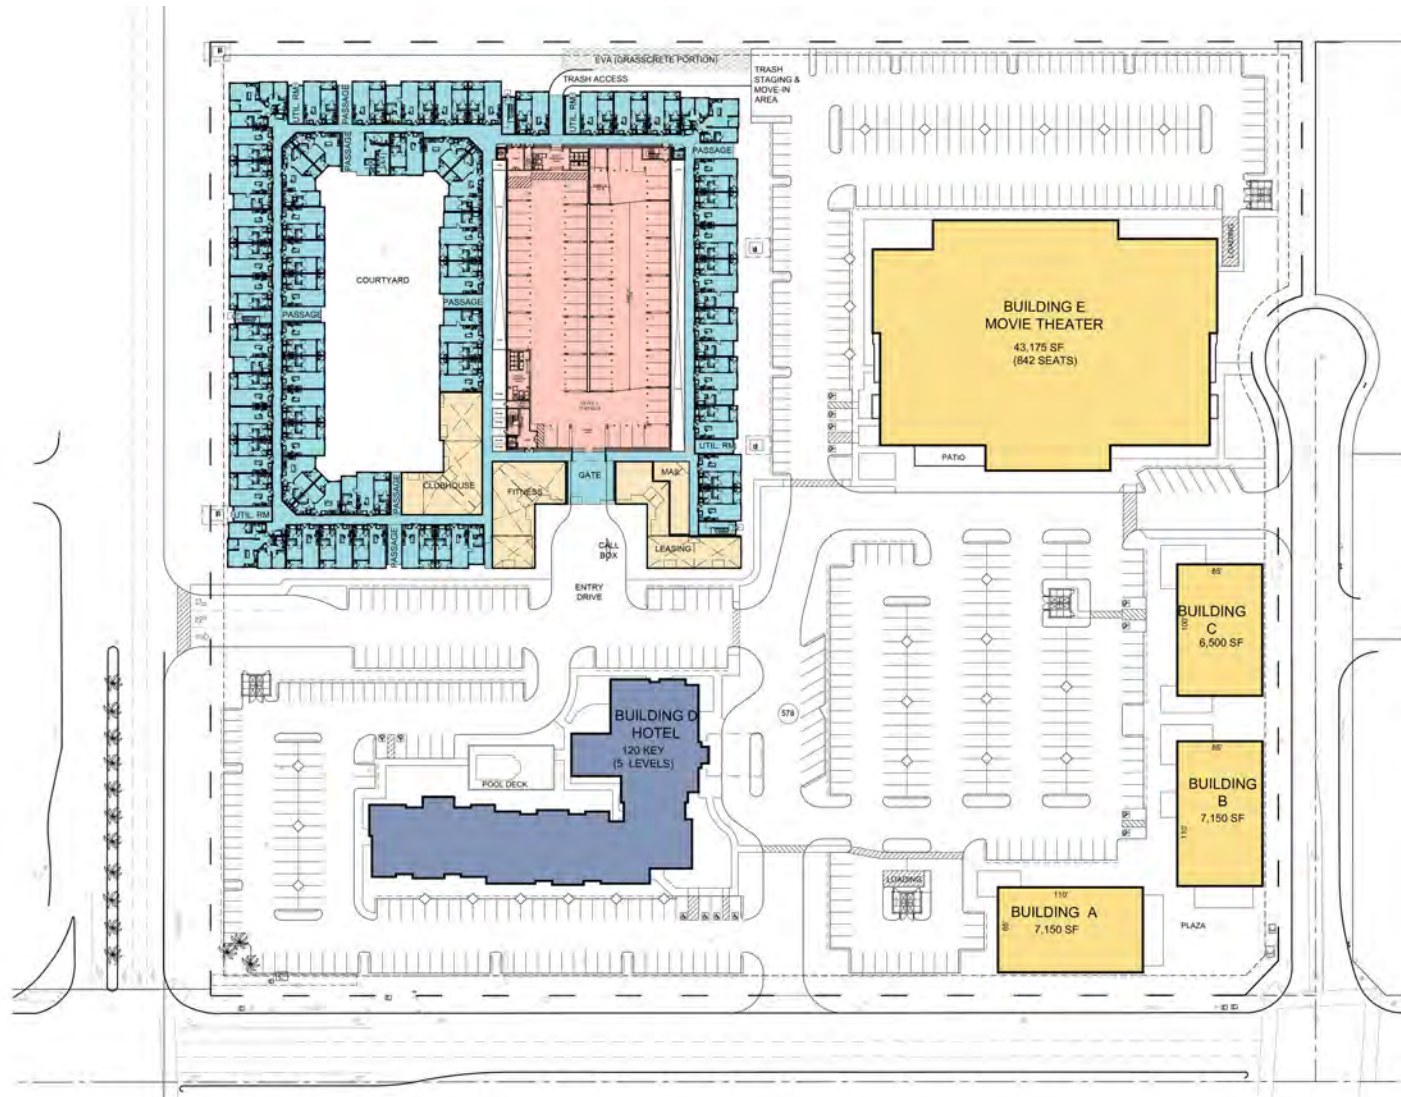 EVA (GRASSCRETE PORTION)
TRASH ACCESS
TRASH
STAGING &
MOVE-IN
AREA
UTIL RM
PASSAGE
UTIL RM
PASSAGE
PASSAGE
COURTYARD
PASSAGE
PASSAGE
LOADING
BUILDING E
MOVIE THEATER
43,175 SF
(842 SEATS)
PATIO
UTIL. RM
GATE
CLUBHOUSE
FITNESS
PASSAGE
UTIL. RM
PASSAGE
CALL
BOX
LEASING
ENTRY
DRIVE
65'
BUILDING
C
100'
6,500 SF
578
BUILDING D
HOTEL
120 KEY
(5 LEVELS)
POOL DECK
65'
BUILDING
B
7,150 SF
110'
LOADING
110'
BUILDING A
65'
7,150 SF
PLAZA